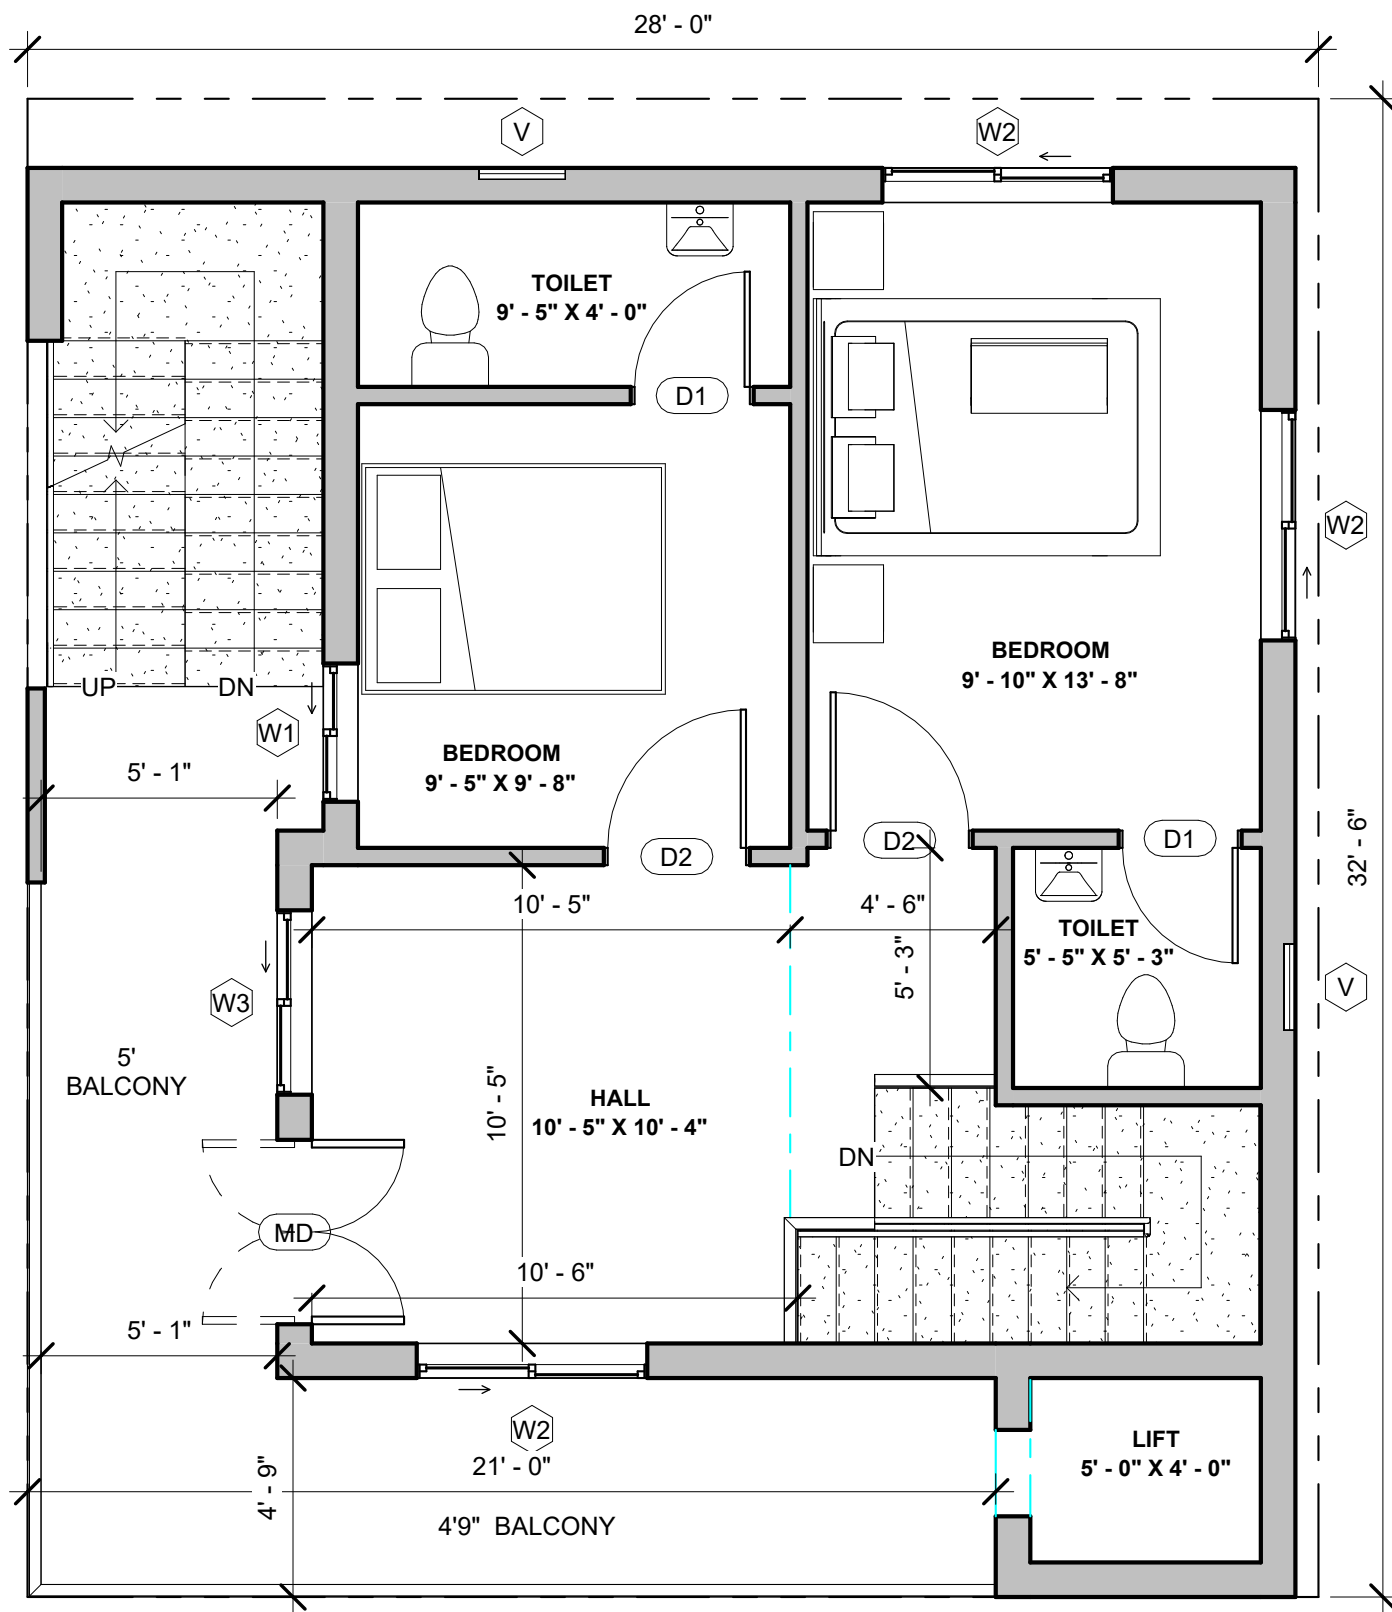 28' - 0"
V
W2
TOILET
9' - 5" X 4' - 0"
D1
W2
BEDROOM
9' - 10" X 13' - 8"
UP
DN
W1
BEDROOM
9' - 5" X 9' - 8"
5' - 1"
D2
D2
D1
32' - 6"
10' - 5"
4' - 6"
TOILET
5' - 5" X 5' - 3"
5' - 3"
W3
V
5'
BALCONY
10' - 5"
HALL
10' - 5" X 10' - 4"
DN
MD
10' - 6"
5' - 1"
W2
LIFT
5' - 0" X 4' - 0"
21' - 0"
4' - 9"
4'9" BALCONY